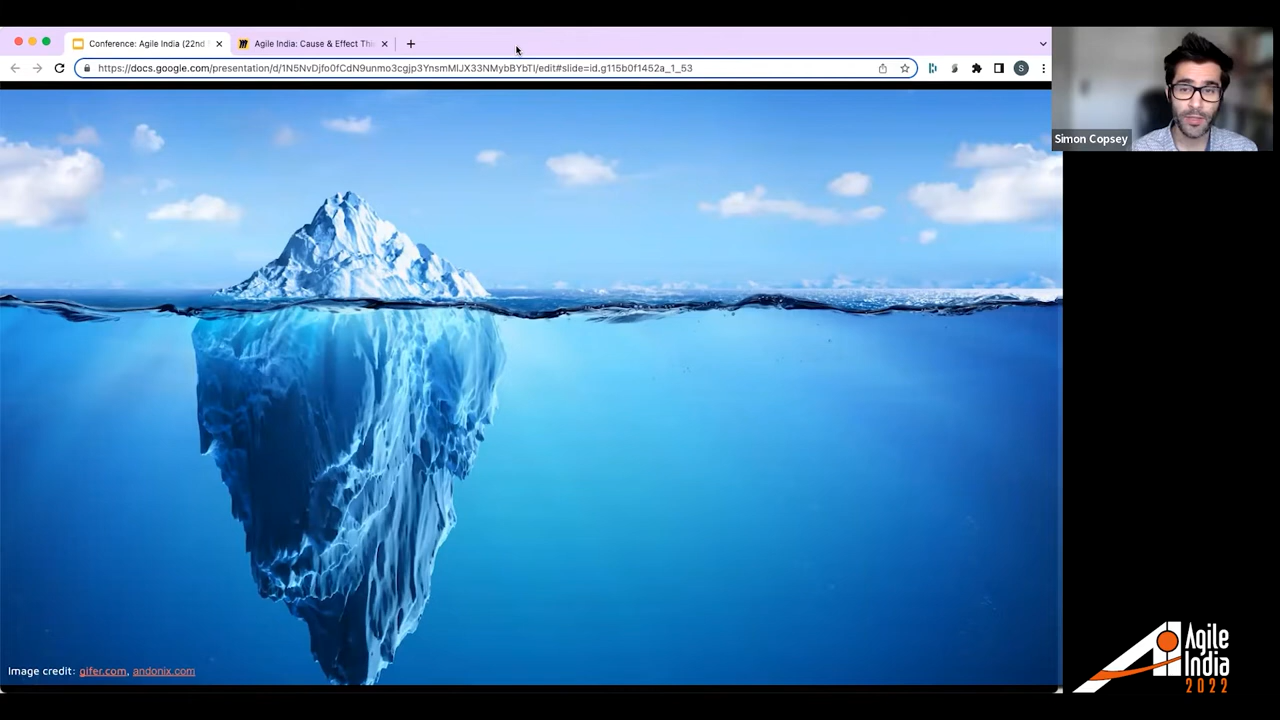 Conference: Agile India (22nd
Agile India: Cause & Effect Thi
https://docs.google.com/presentation/d/1N5NvDjfo0fCdN9unmo3cgjp3YnsmMlJX33NMybBYbTI/edit#slide=id.g115b0f1452a_1_53
S
Simon Copsey
Image credit: gifer.com, andonix.com
Agile
India
2022